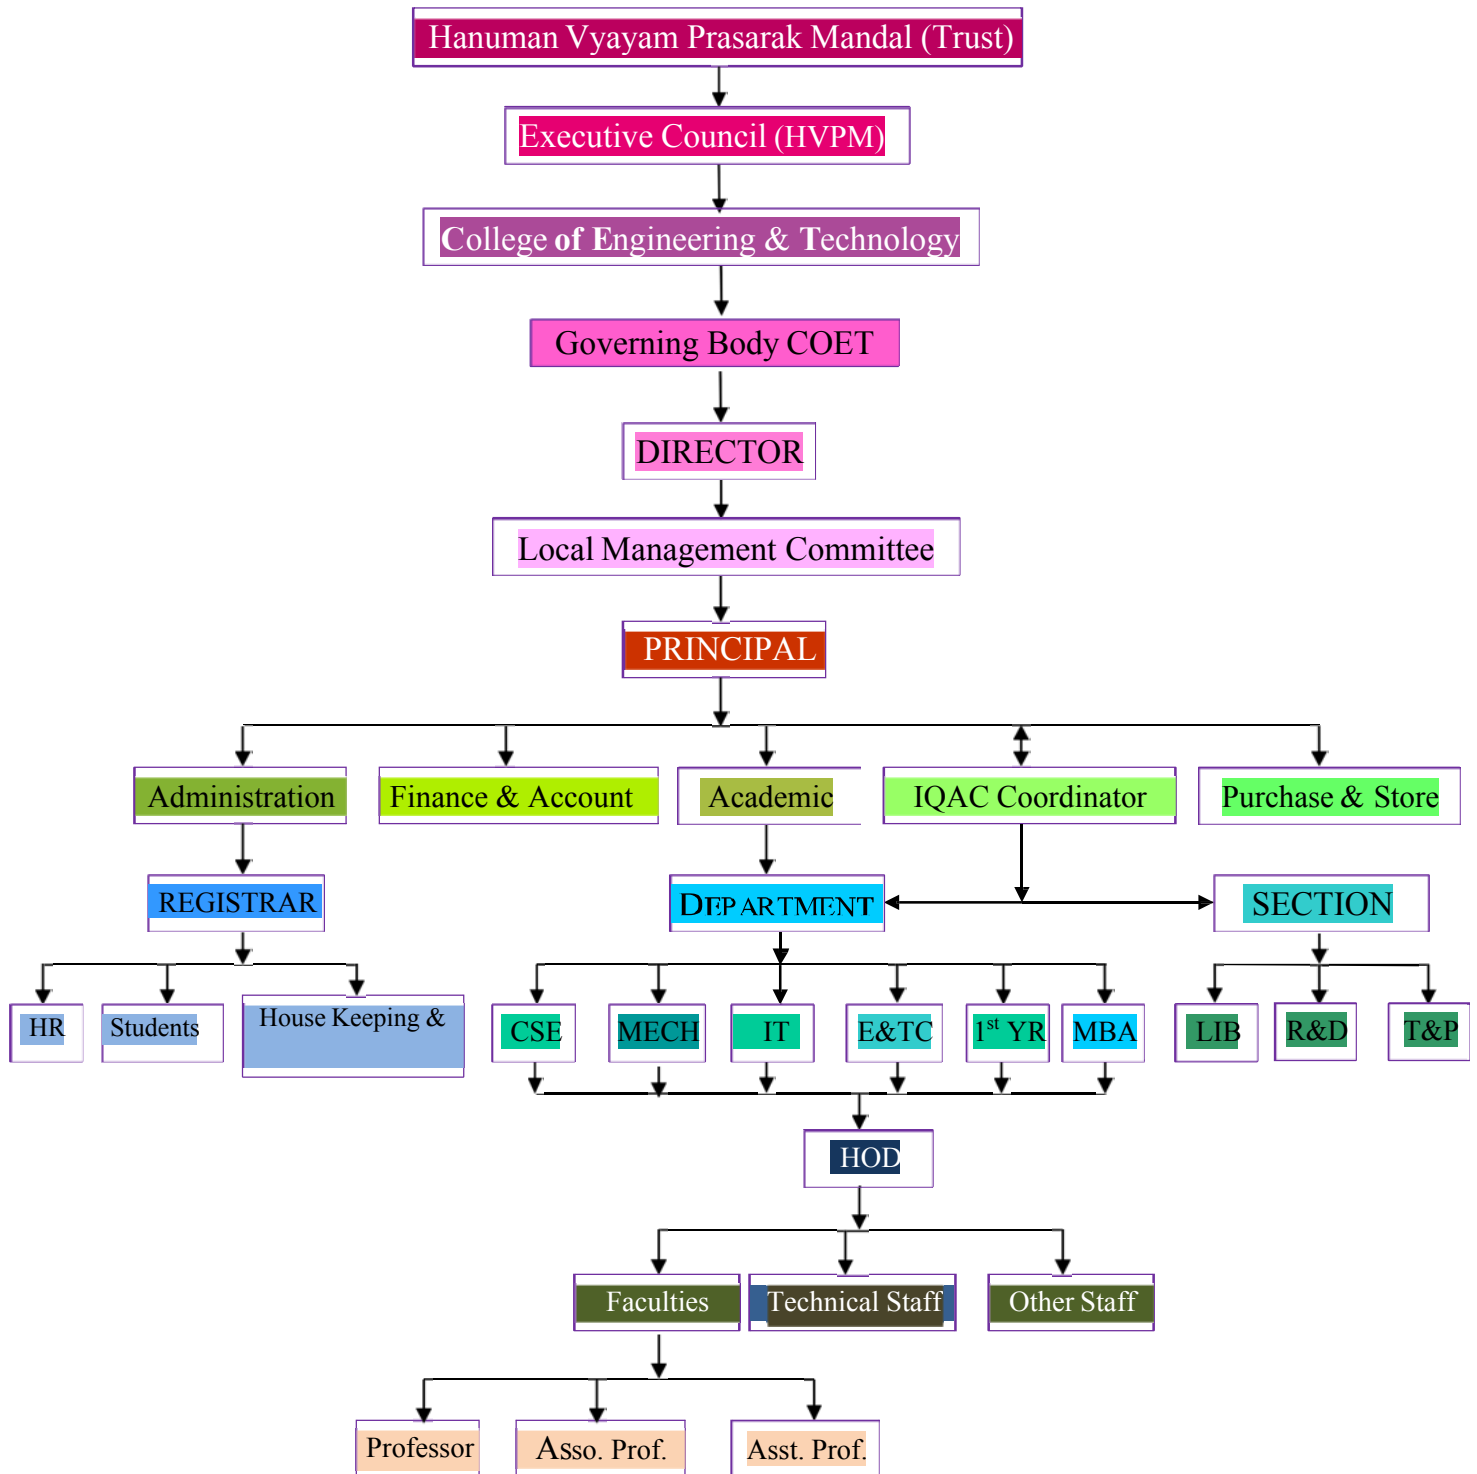 Hanuman Vyayam Prasarak Mandal (Trust)
Executive Council (HVPM)
College of Engineering & Technology
Governing Body COET
DIRECTOR
Local Management Committee
PRINCIPAL
Administration
Finance & Account
Academic
IQAC Coordinator
Purchase & Store
REGISTRAR
DEPARTMENT
SECTION
HR
Students
House Keeping &
CSE
MECH
IT
E&TC
1st YR
MBA
LIB
R&D
T&P
HOD
Faculties
Technical Staff
Other Staff
Professor
Asso. Prof.
Asst. Prof.